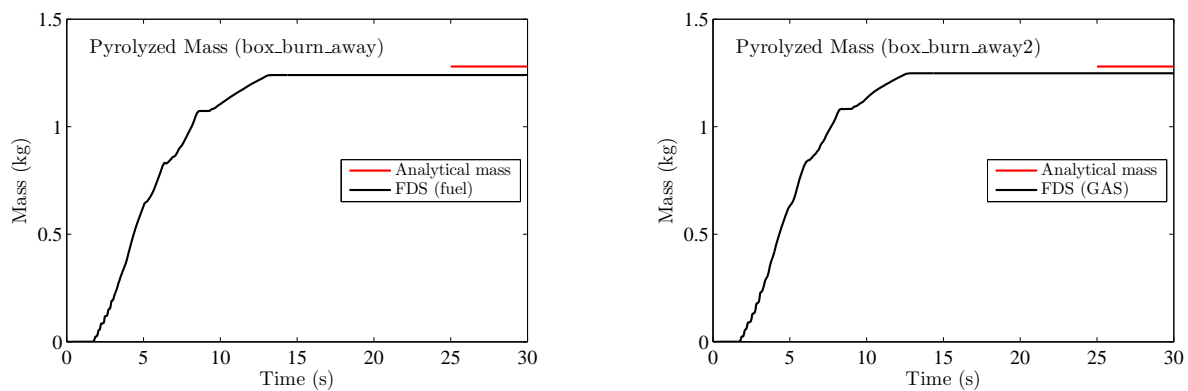 Pyrolyzed Mass (box_burn_away)
1.5
1
0.5
0
Mass (kg)
Analytical mass
FDS (fuel)
0 5 10 15 20 25 30
Time (s)
Pyrolyzed Mass (box_burn_away2)
1.5
1
0.5
0
Mass (kg)
Analytical mass
FDS (GAS)
0 5 10 15 20 25 30
Time (s)